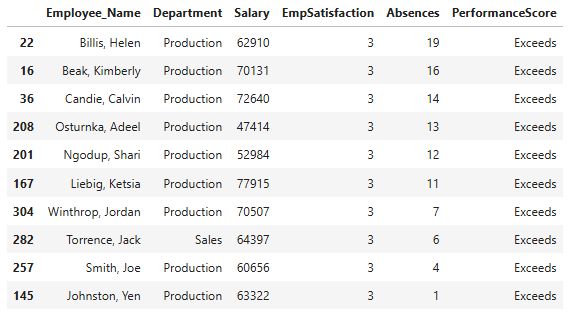 Employee_Name Department Salary EmpSatisfaction Absences PerformanceScore
22 Billis, Helen Production 62910 3 19 Exceeds
16 Beak, Kimberly Production 70131 3 16 Exceeds
36 Candie, Calvin Production 72640 3 14 Exceeds
208 Osturnka, Adeel Production 47414 3 13 Exceeds
201 Ngodup, Shari Production 52984 3 12 Exceeds
167 Liebig, Ketsia Production 77915 3 11 Exceeds
304 Winthrop, Jordan Production 70507 3 7 Exceeds
282 Torrence, Jack Sales 64397 3 6 Exceeds
257 Smith, Joe Production 60656 3 4 Exceeds
145 Johnston, Yen Production 63322 3 1 Exceeds